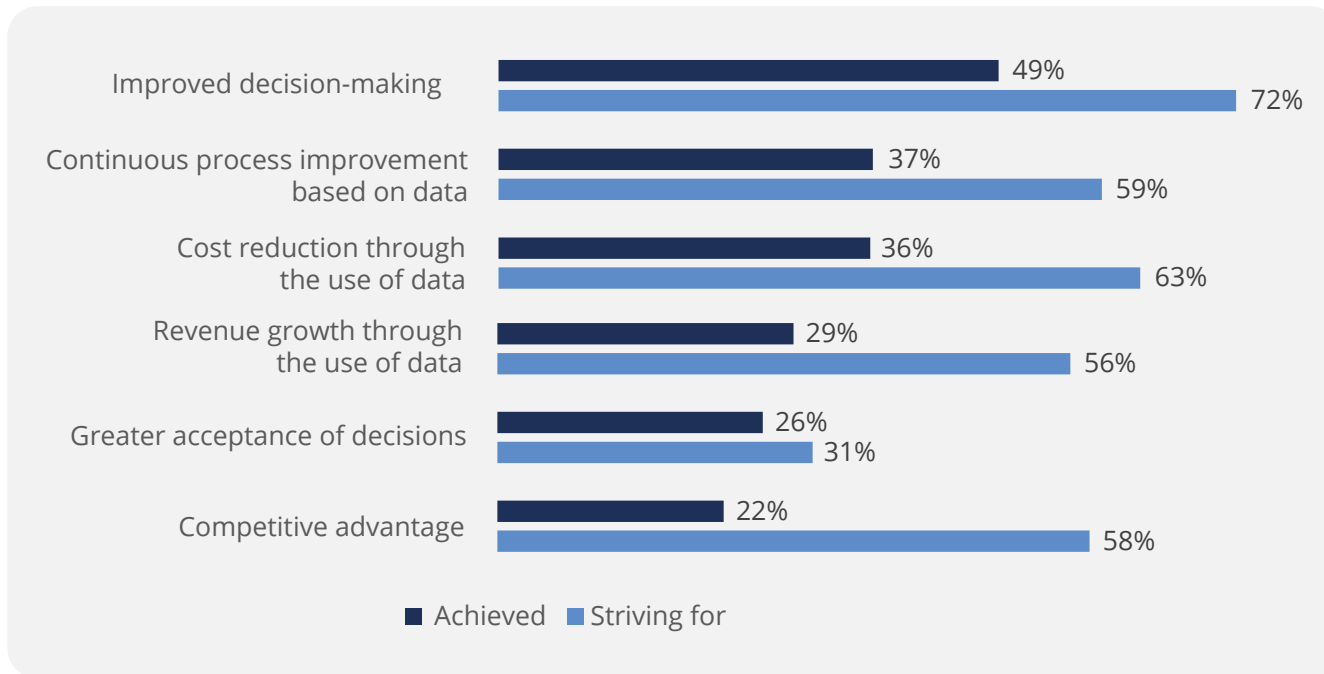 Improved decision-making
49%
72%
Continuous process improvement
based on data
37%
59%
Cost reduction through
the use of data
36%
63%
Revenue growth through
the use of data
29%
56%
Greater acceptance of decisions
26%
31%
Competitive advantage
22%
58%
Achieved
Striving for